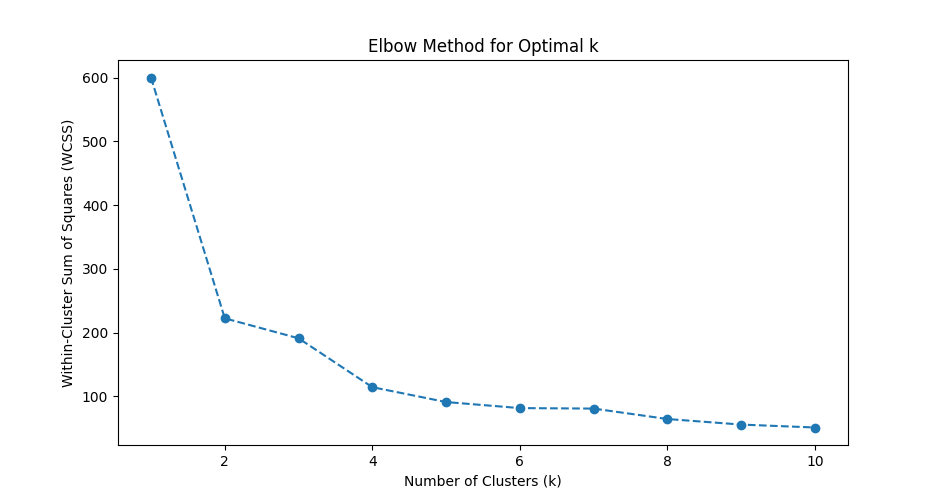 Elbow Method for Optimal k
Within-Cluster Sum of Squares (WCSS)
600
500
400
300
200
100
2 4 6 8 10
Number of Clusters (k)